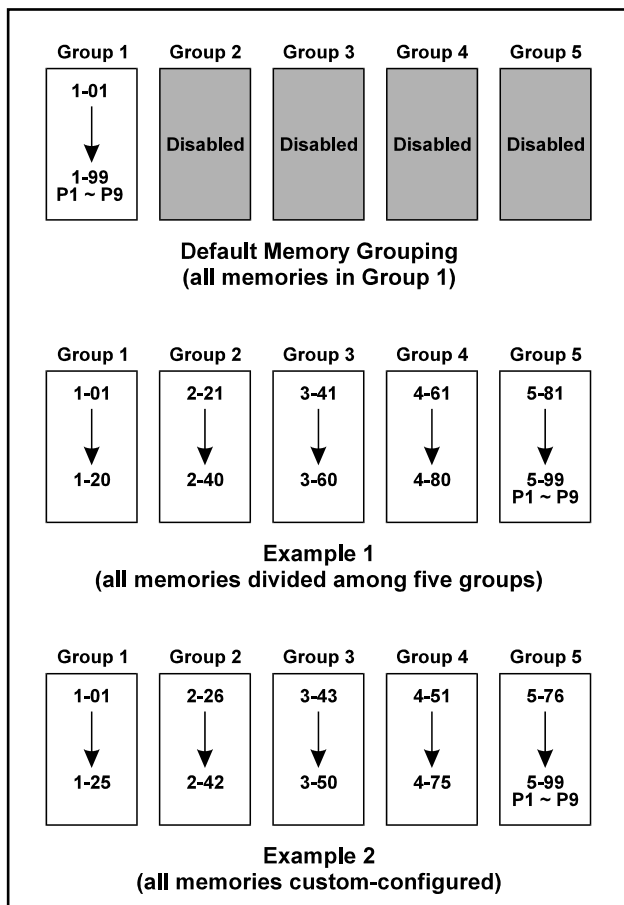 Group 1 Group 2 Group 3 Group 4 Group 5
1-01
Disabled Disabled Disabled Disabled
1-99
P1 ~ P9
Default Memory Grouping
(all memories in Group 1)
Group 1 Group 2 Group 3 Group 4 Group 5
1-01 2-21 3-41 4-61 5-81
1-20 2-40 3-60 4-80 5-99
P1 ~ P9
Example 1
(all memories divided among five groups)
Group 1 Group 2 Group 3 Group 4 Group 5
1-01 2-26 3-43 4-51 5-76
1-25 2-42 3-50 4-75 5-99
P1 ~ P9
Example 2
(all memories custom-configured)